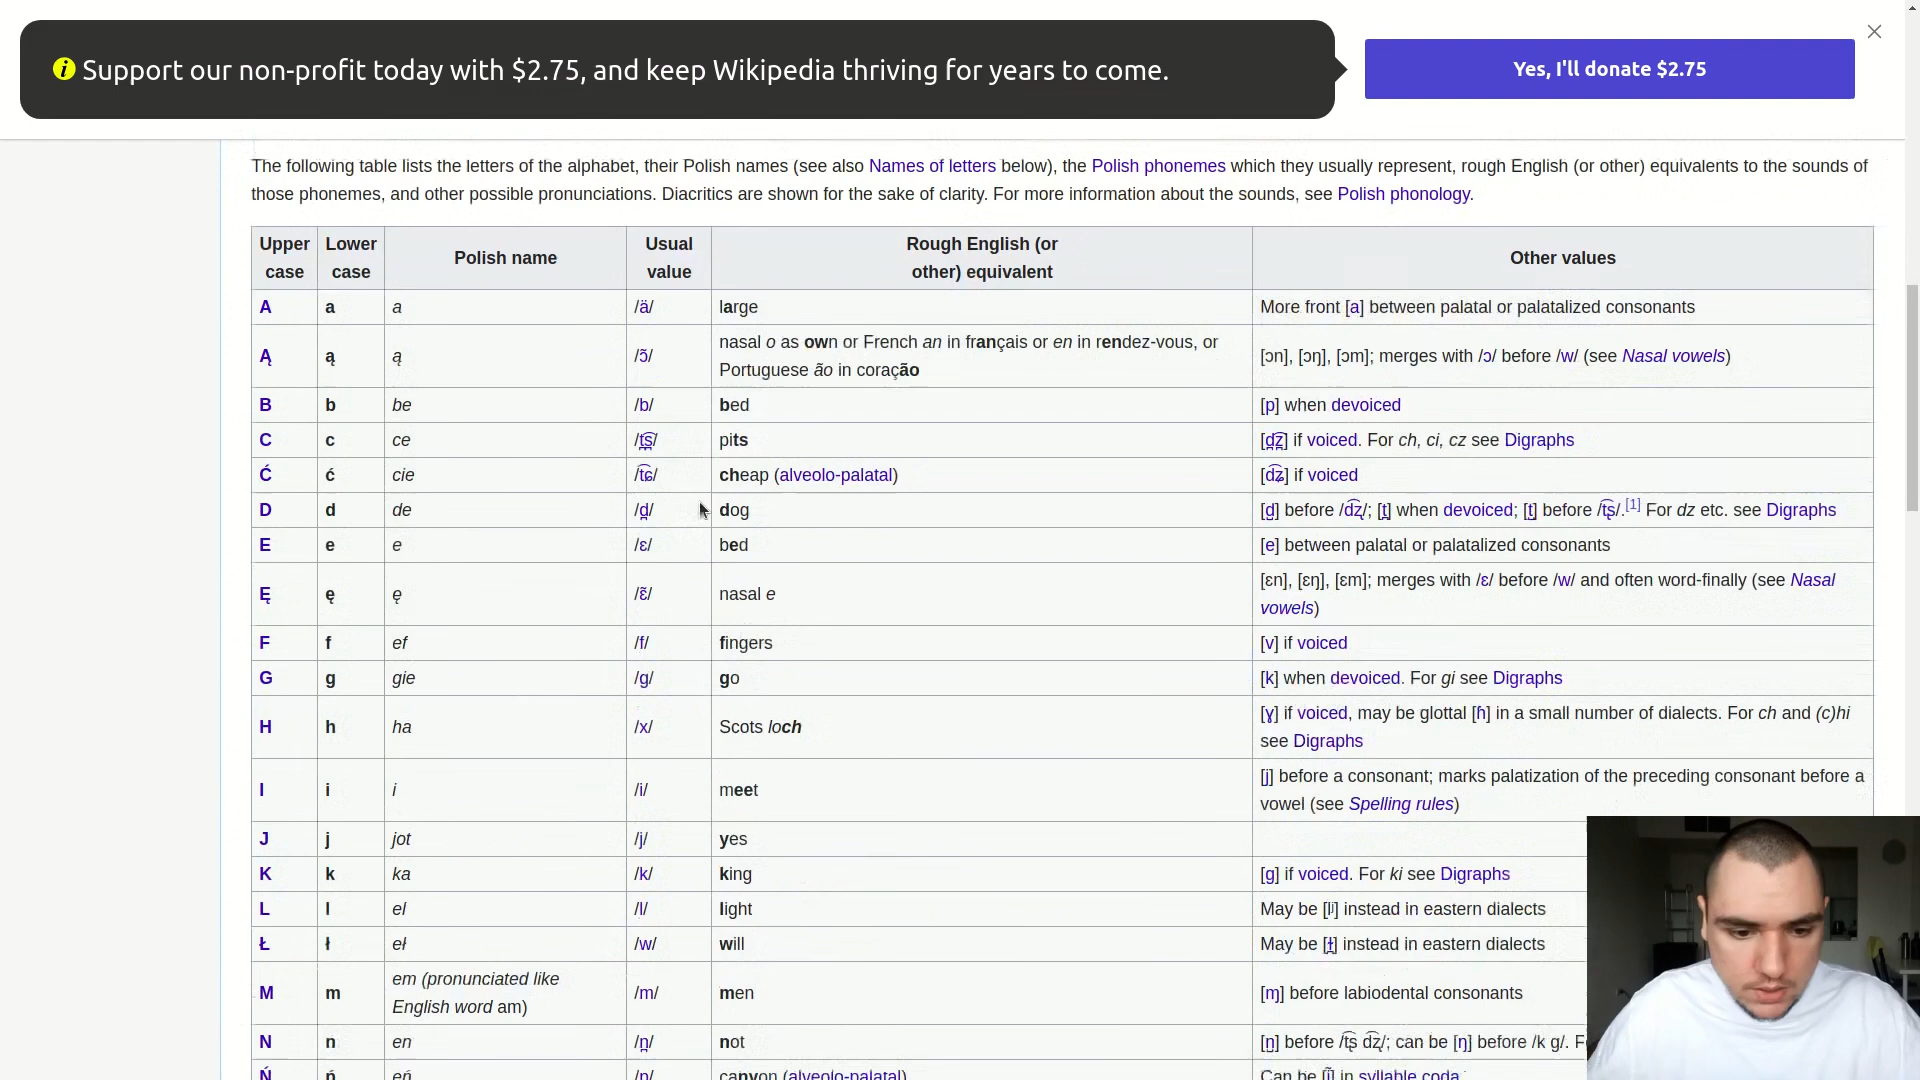 Support our non-profit today with $2.75, and keep Wikipedia thriving for years to come.
Yes, I'll donate $2.75
The following table lists the letters of the alphabet, their Polish names (see also Names of letters below), the Polish phonemes which they usually represent, rough English (or other) equivalents to the sounds of
those phonemes, and other possible pronunciations. Diacritics are shown for the sake of clarity. For more information about the sounds, see Polish phonology.
Upper case Lower case Polish name Usual value Rough English (or other) equivalent Other values
A a a /ä/ large More front [a] between palatal or palatalized consonants
Ą ą ą /ɔ̃/ nasal o as own or French an in français or en in rendez-vous, or Portuguese ão in coração [ɔn], [ɔŋ], [ɔm]; merges with /ɔ/ before /w/ (see Nasal vowels)
B b be /b/ bed [p] when devoiced
C c ce /t̪͡s̪/ pits [d̪͡z̪] if voiced. For ch, ci, cz see Digraphs
Ć ć cie /t͡ɕ/ cheap (alveolo-palatal) [d͡ʑ] if voiced
D d de /d̪/ dog [d̠] before /d͡ʐ/; [t̪] when devoiced; [t̠] before /t͡ʂ/.[1] For dz etc. see Digraphs
E e e /ɛ/ bed [e] between palatal or palatalized consonants
Ę ę ę /ɛ̃/ nasal e [ɛn], [ɛŋ], [ɛm]; merges with /ɛ/ before /w/ and often word-finally (see Nasal vowels)
F f ef /f/ fingers [v] if voiced
G g gie /ɡ/ go [k] when devoiced. For gi see Digraphs
H h ha /x/ Scots loch [ɣ] if voiced, may be glottal [ɦ] in a small number of dialects. For ch and (c)hi see Digraphs
I i i /i/ meet [j] before a consonant; marks palatization of the preceding consonant before a vowel (see Spelling rules)
J j jot /j/ yes
K k ka /k/ king [ɡ] if voiced. For ki see Digraphs
L l el /l/ light May be [lʲ] instead in eastern dialects
Ł ł eł /w/ will May be [ɫ̪] instead in eastern dialects
M m em (pronunciated like English word am) /m/ men [ɱ] before labiodental consonants
N n en /n̪/ not [n̠] before /t͡ʂ d͡ʐ/; can be [ŋ] before /k ɡ/. F
Ń ń eń /ɲ/ canyon (alveolo-palatal) Can be [j̃] in syllable coda